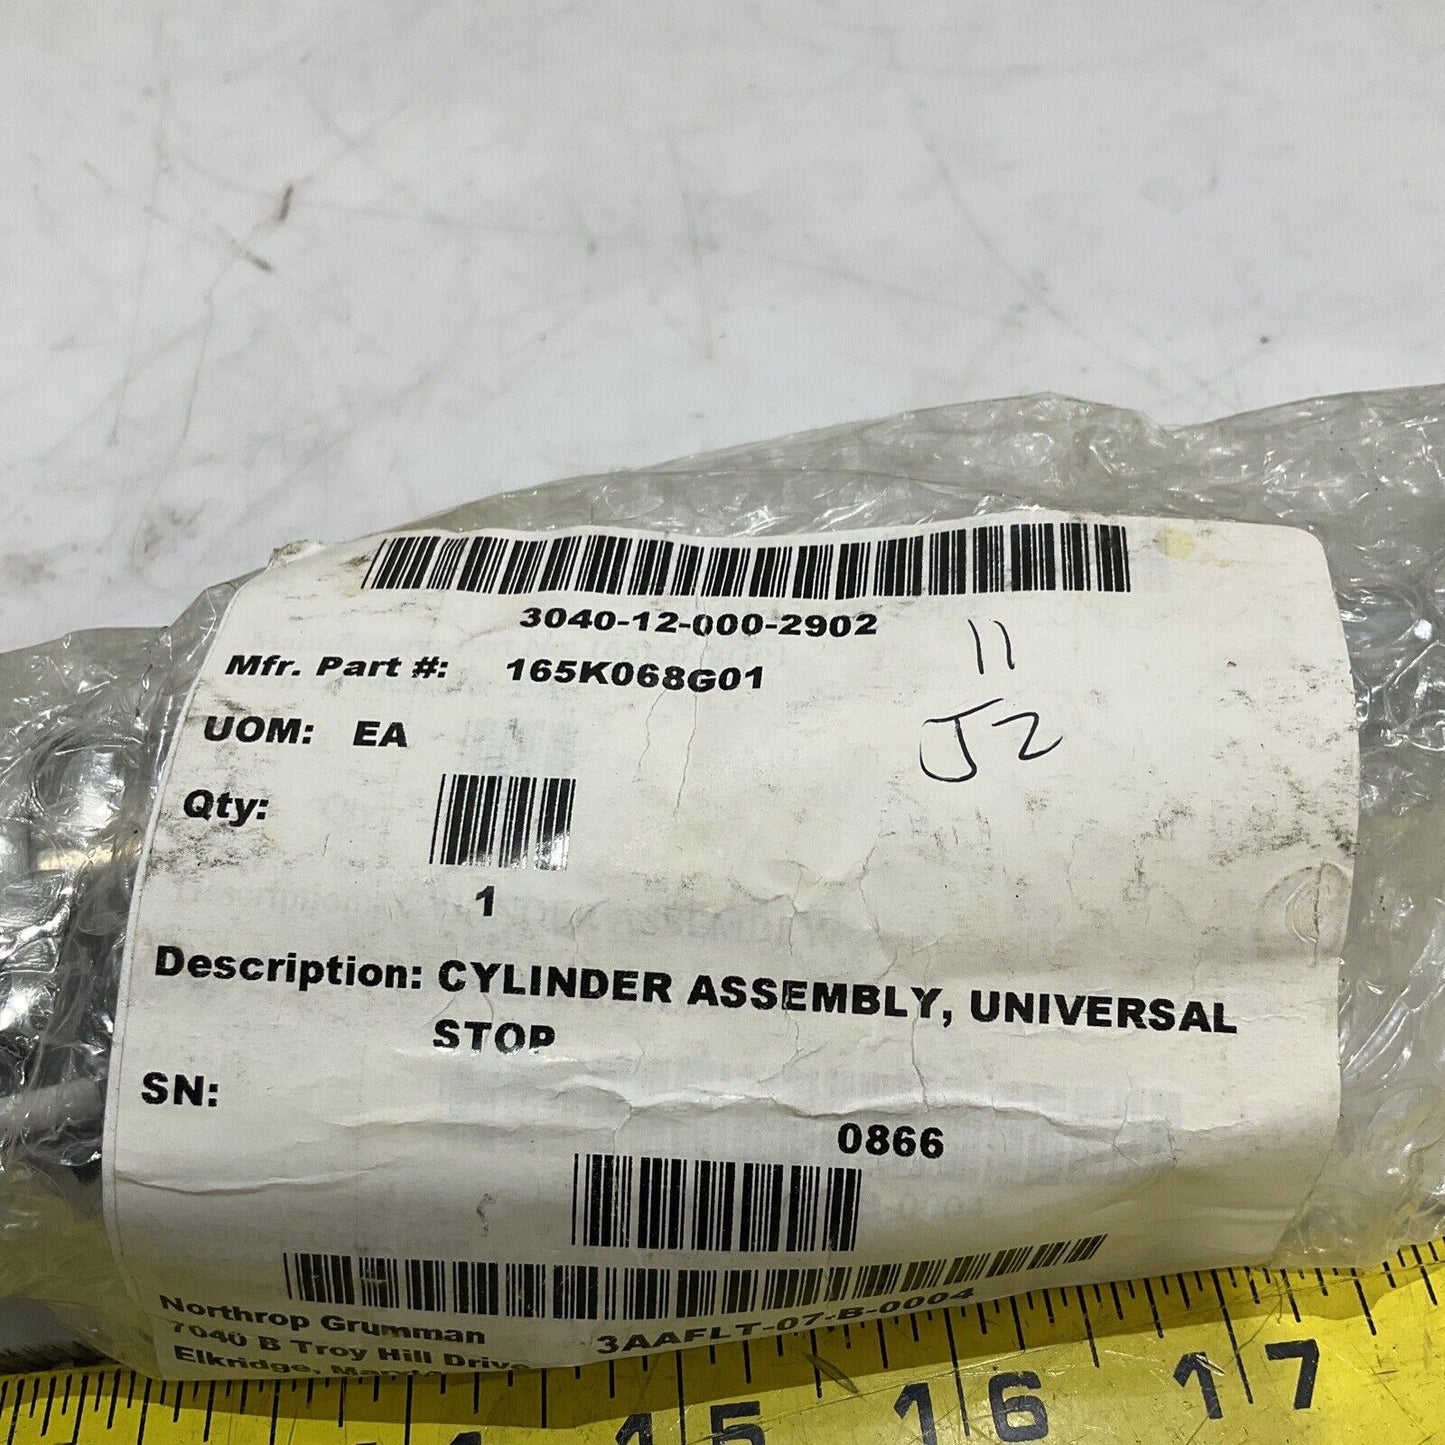 3040-12-000-2902
Mfr. Part #: 165K068G01
11
UOM: EA
J2
Qty:
1
Description: CYLINDER ASSEMBLY, UNIVERSAL
STOP
SN:
0866
Northrop Grumman
3AAFLT-07-B-0004
7040 B Troy Hill Drive
Elkridge,
15 16 17